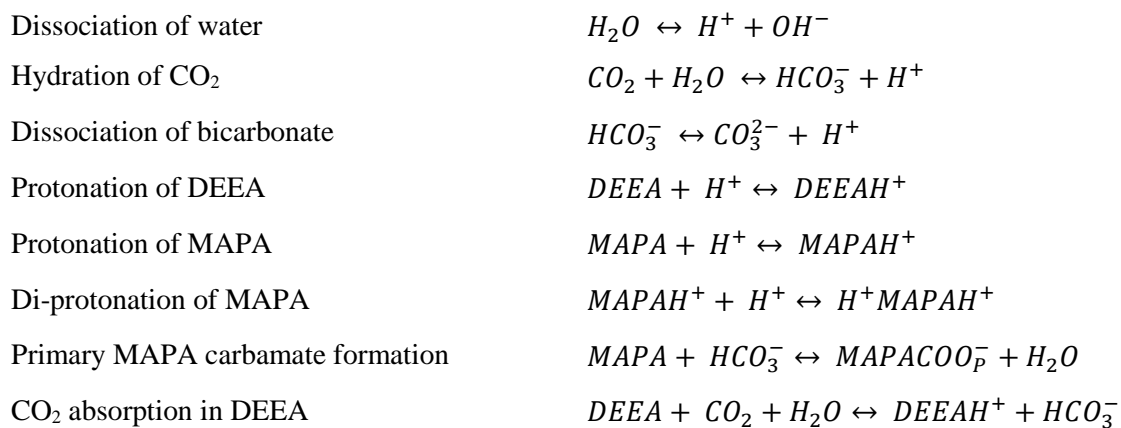 Dissociation of water H₂O ↔ H⁺ + OH⁻
Hydration of CO₂ CO₂ + H₂O ↔ HCO₃⁻ + H⁺
Dissociation of bicarbonate HCO₃⁻ ↔ CO₃²⁻ + H⁺
Protonation of DEEA DEEA + H⁺ ↔ DEEAH⁺
Protonation of MAPA MAPA + H⁺ ↔ MAPAH⁺
Di-protonation of MAPA MAPAH⁺ + H⁺ ↔ H⁺MAPAH⁺
Primary MAPA carbamate formation MAPA + HCO₃⁻ ↔ MAPACOO_P⁻ + H₂O
CO₂ absorption in DEEA DEEA + CO₂ + H₂O ↔ DEEAH⁺ + HCO₃⁻